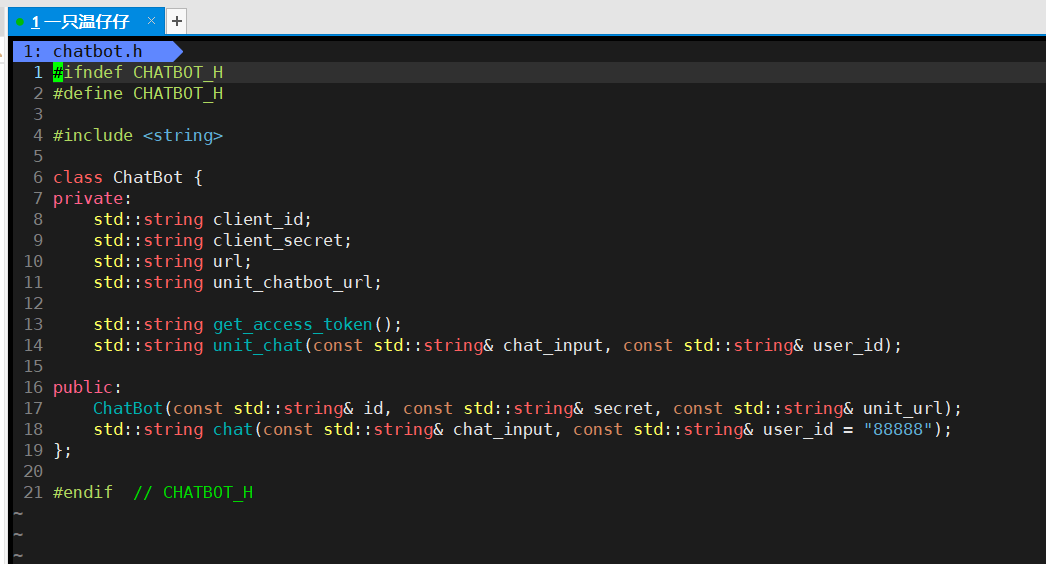 1 一只温仔仔 × +
1: chatbot.h
1 #ifndef CHATBOT_H
2 #define CHATBOT_H
3
4 #include <string>
5
6 class ChatBot {
7 private:
8     std::string client_id;
9     std::string client_secret;
10     std::string url;
11     std::string unit_chatbot_url;
12
13     std::string get_access_token();
14     std::string unit_chat(const std::string& chat_input, const std::string& user_id);
15
16 public:
17     ChatBot(const std::string& id, const std::string& secret, const std::string& unit_url);
18     std::string chat(const std::string& chat_input, const std::string& user_id = "88888");
19 };
20
21 #endif  // CHATBOT_H
~
~
~